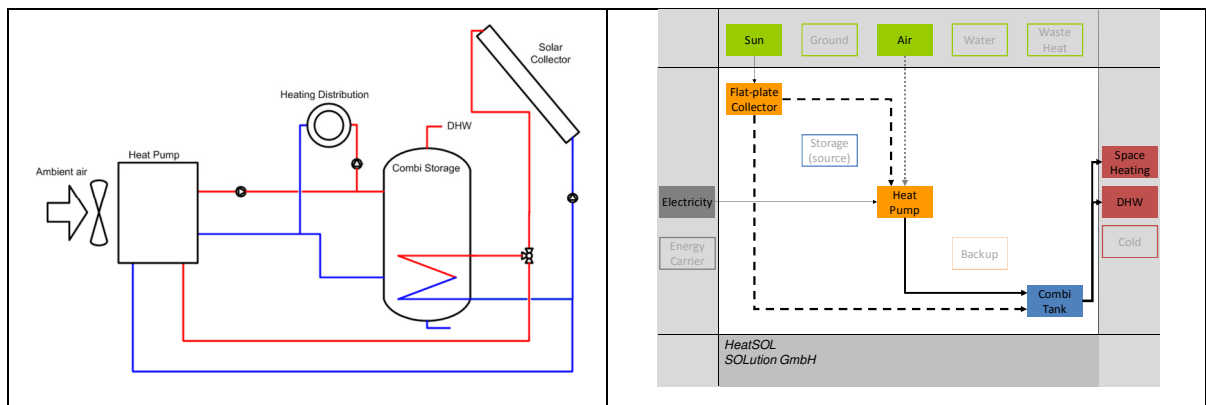 Solar
Collector
Heating Distribution
DHW
Heat Pump
Combi Storage
Ambient air
Sun
Ground
Air
Water
Waste
Heat
Flat-plate
Collector
Storage
(source)
Space
Heating
Electricity
Heat
Pump
DHW
Energy
Carrier
Backup
Cold
Combi
Tank
HeatSOL
SOLution GmbH